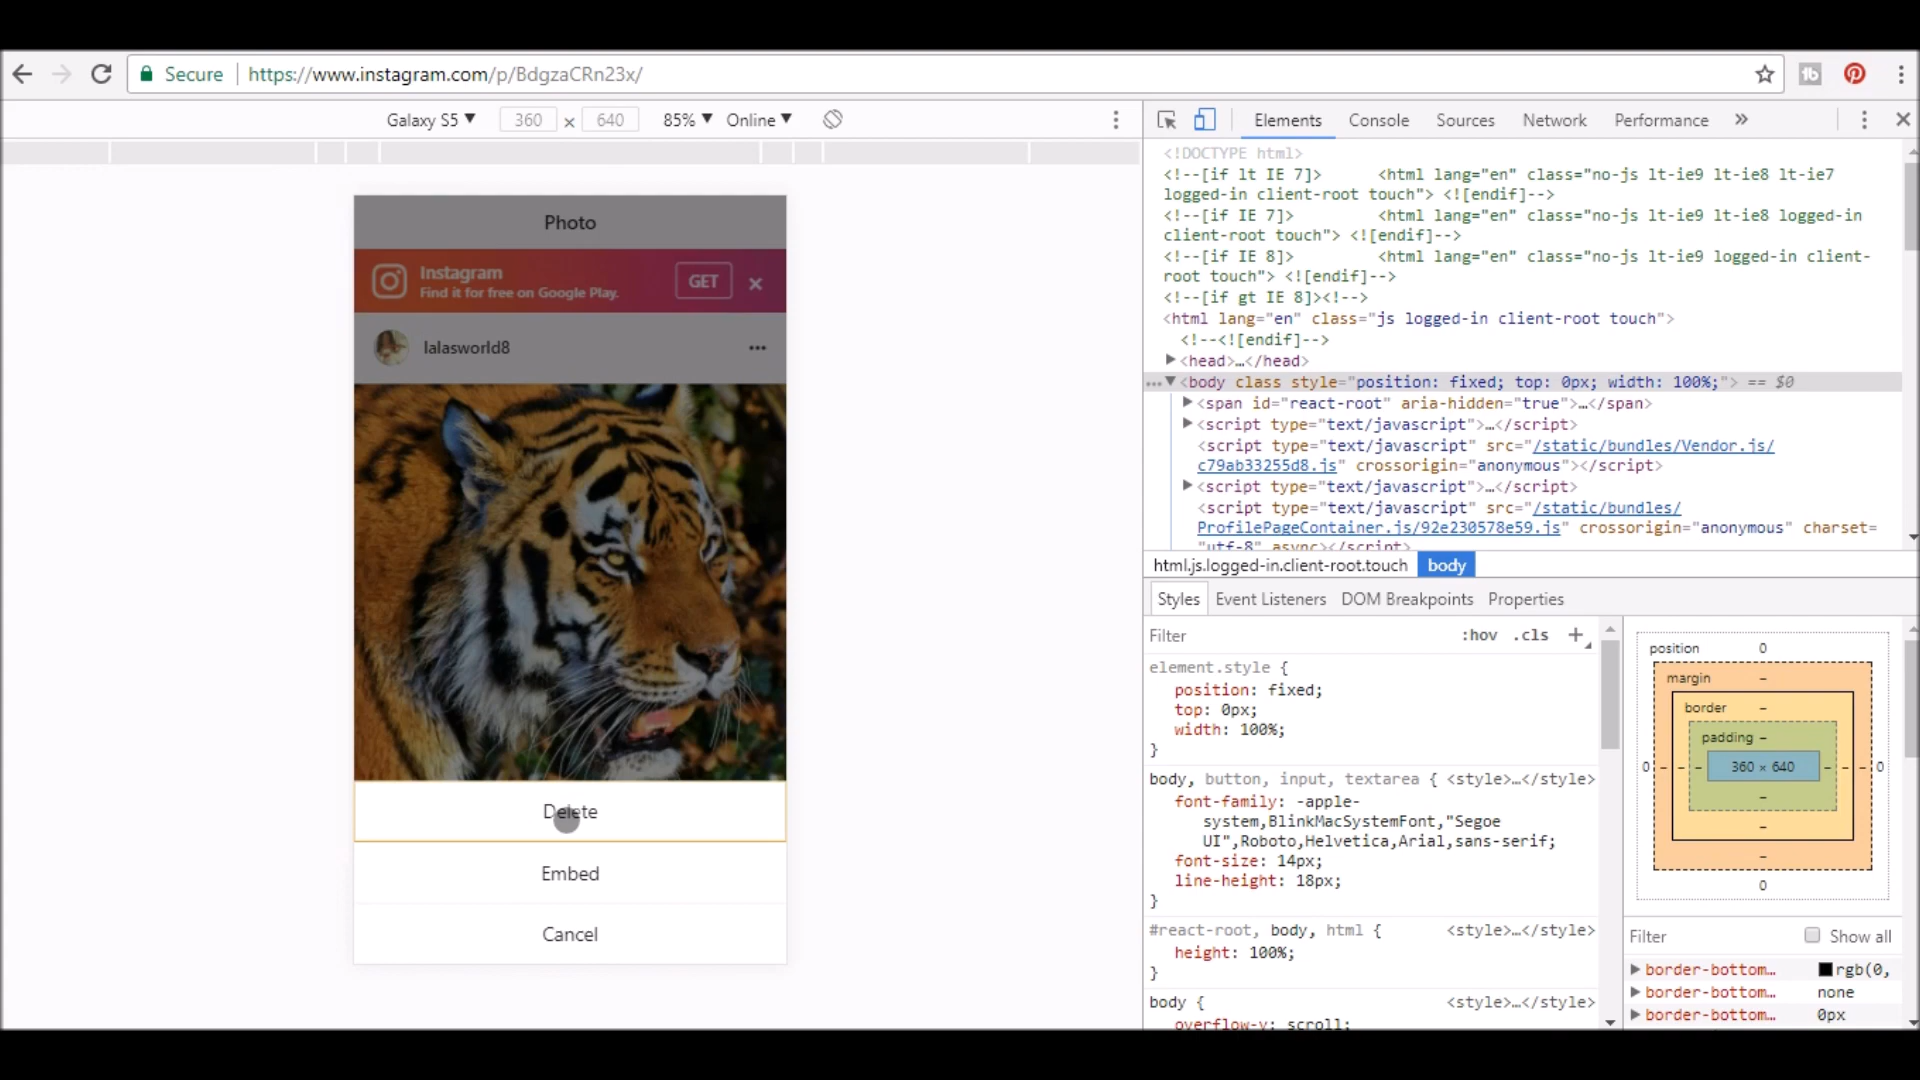 Secure https://www.instagram.com/p/BdgzaCRn23x/
Galaxy S5 360 × 640 85% Online
Elements Console Sources Network Performance »
Photo
Instagram
Find it for free on Google Play.
GET ×
lalasworld8 •••
Delete
Embed
Cancel
<!DOCTYPE html>
<!--[if lt IE 7]> <html lang="en" class="no-js lt-ie9 lt-ie8 lt-ie7
logged-in client-root touch"> <![endif]-->
<!--[if IE 7]> <html lang="en" class="no-js lt-ie9 lt-ie8 logged-in
client-root touch"> <![endif]-->
<!--[if IE 8]> <html lang="en" class="no-js lt-ie9 logged-in client-
root touch"> <![endif]-->
<!--[if gt IE 8]><!-->
<html lang="en" class="js logged-in client-root touch">
<!--<![endif]-->
<head>…</head>
…<body class style="position: fixed; top: 0px; width: 100%;"> == $0
<span id="react-root" aria-hidden="true">…</span>
<script type="text/javascript">…</script>
<script type="text/javascript" src="/static/bundles/Vendor.js/
c79ab33255d8.js" crossorigin="anonymous"></script>
<script type="text/javascript">…</script>
<script type="text/javascript" src="/static/bundles/
ProfilePageContainer.js/92e230578e59.js" crossorigin="anonymous" charset=
"utf-8" async></script>
html.js.logged-in.client-root.touch body
Styles Event Listeners DOM Breakpoints Properties
Filter :hov .cls +
element.style {
position: fixed;
top: 0px;
width: 100%;
}
body, button, input, textarea { <style>…</style>
font-family: -apple-
system,BlinkMacSystemFont,"Segoe
UI",Roboto,Helvetica,Arial,sans-serif;
font-size: 14px;
line-height: 18px;
}
#react-root, body, html { <style>…</style>
height: 100%;
}
body { <style>…</style>
overflow-y: scroll;
position 0
margin –
border –
padding –
0 – – – 360 × 640 – – – 0
–
–
–
0
Filter Show all
border-bottom… rgb(0,
border-bottom… none
border-bottom… 0px